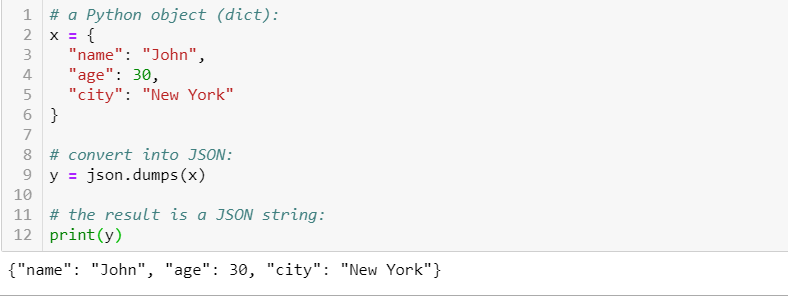 1 # a Python object (dict):
2 x = {
3   "name": "John",
4   "age": 30,
5   "city": "New York"
6 }
7
8 # convert into JSON:
9 y = json.dumps(x)
10
11 # the result is a JSON string:
12 print(y)
{"name": "John", "age": 30, "city": "New York"}